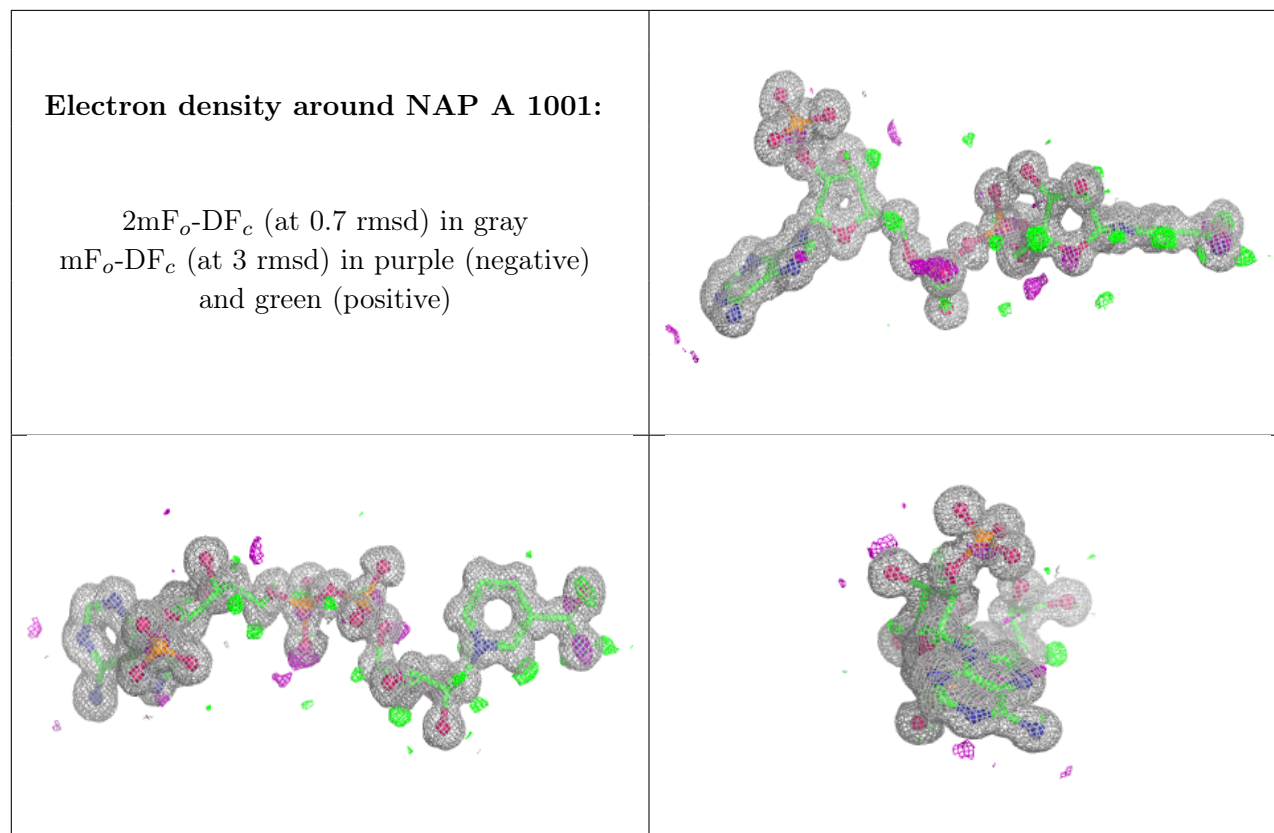 Electron density around NAP A 1001:
2mFo-DFc (at 0.7 rmsd) in gray
mFo-DFc (at 3 rmsd) in purple (negative)
and green (positive)